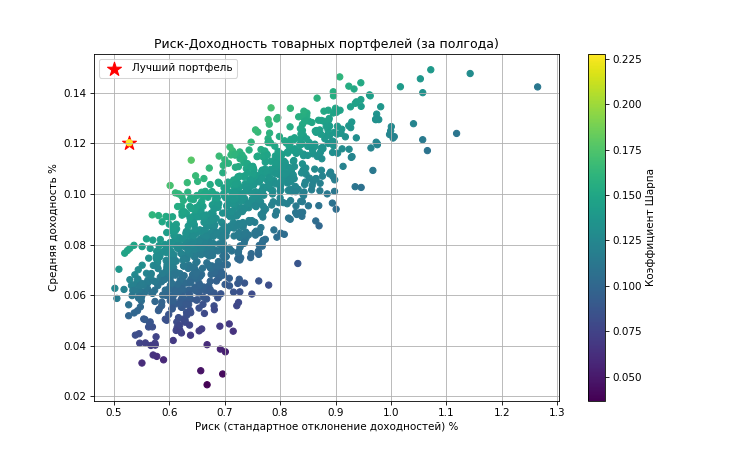 Риск-Доходность товарных портфелей (за полгода)
Лучший портфель
Средняя доходность %
0.14
0.12
0.10
0.08
0.06
0.04
0.02
0.5 0.6 0.7 0.8 0.9 1.0 1.1 1.2 1.3
Риск (стандартное отклонение доходностей) %
0.225
0.200
0.175
0.150
0.125
0.100
0.075
0.050
Коэффициент Шарпа